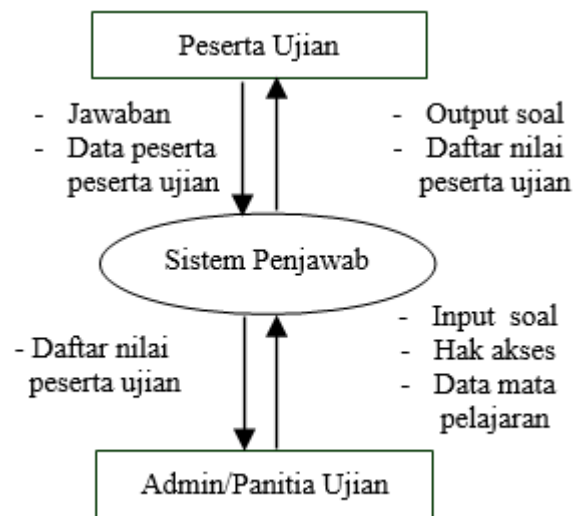 Peserta Ujian
- Jawaban
- Data peserta
peserta ujian
- Output soal
- Daftar nilai
peserta ujian
Sistem Penjawab
- Daftar nilai
peserta ujian
- Input soal
- Hak akses
- Data mata
pelajaran
Admin/Panitia Ujian